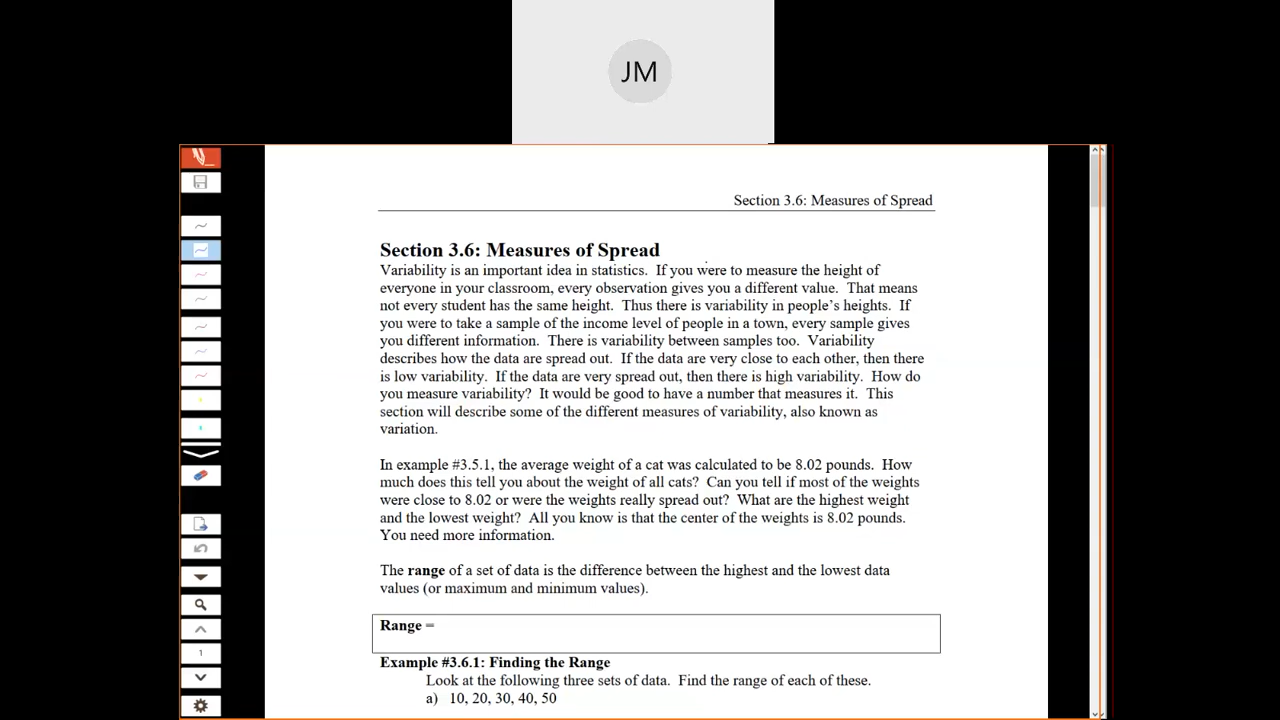 JM
Section 3.6: Measures of Spread
Section 3.6: Measures of Spread
Variability is an important idea in statistics. If you were to measure the height of
everyone in your classroom, every observation gives you a different value. That means
not every student has the same height. Thus there is variability in people's heights. If
you were to take a sample of the income level of people in a town, every sample gives
you different information. There is variability between samples too. Variability
describes how the data are spread out. If the data are very close to each other, then there
is low variability. If the data are very spread out, then there is high variability. How do
you measure variability? It would be good to have a number that measures it. This
section will describe some of the different measures of variability, also known as
variation.
In example #3.5.1, the average weight of a cat was calculated to be 8.02 pounds. How
much does this tell you about the weight of all cats? Can you tell if most of the weights
were close to 8.02 or were the weights really spread out? What are the highest weight
and the lowest weight? All you know is that the center of the weights is 8.02 pounds.
You need more information.
The range of a set of data is the difference between the highest and the lowest data
values (or maximum and minimum values).
Range =
Example #3.6.1: Finding the Range
Look at the following three sets of data. Find the range of each of these.
a) 10, 20, 30, 40, 50
1